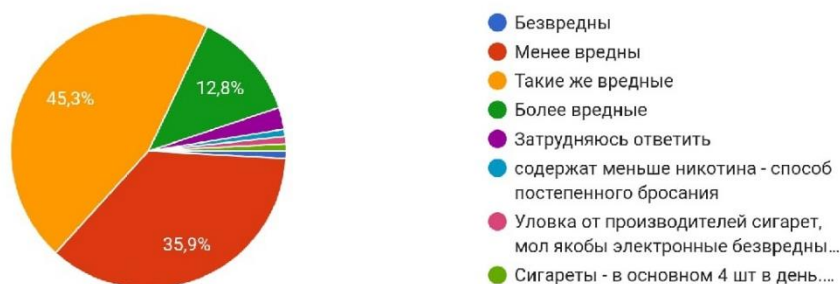 45,3%
12,8%
35,9%
Безвредны
Менее вредны
Такие же вредные
Более вредные
Затрудняюсь ответить
содержат меньше никотина - способ
постепенного бросания
Уловка от производителей сигарет,
мол якобы электронные безвредны...
Сигареты - в основном 4 шт в день....